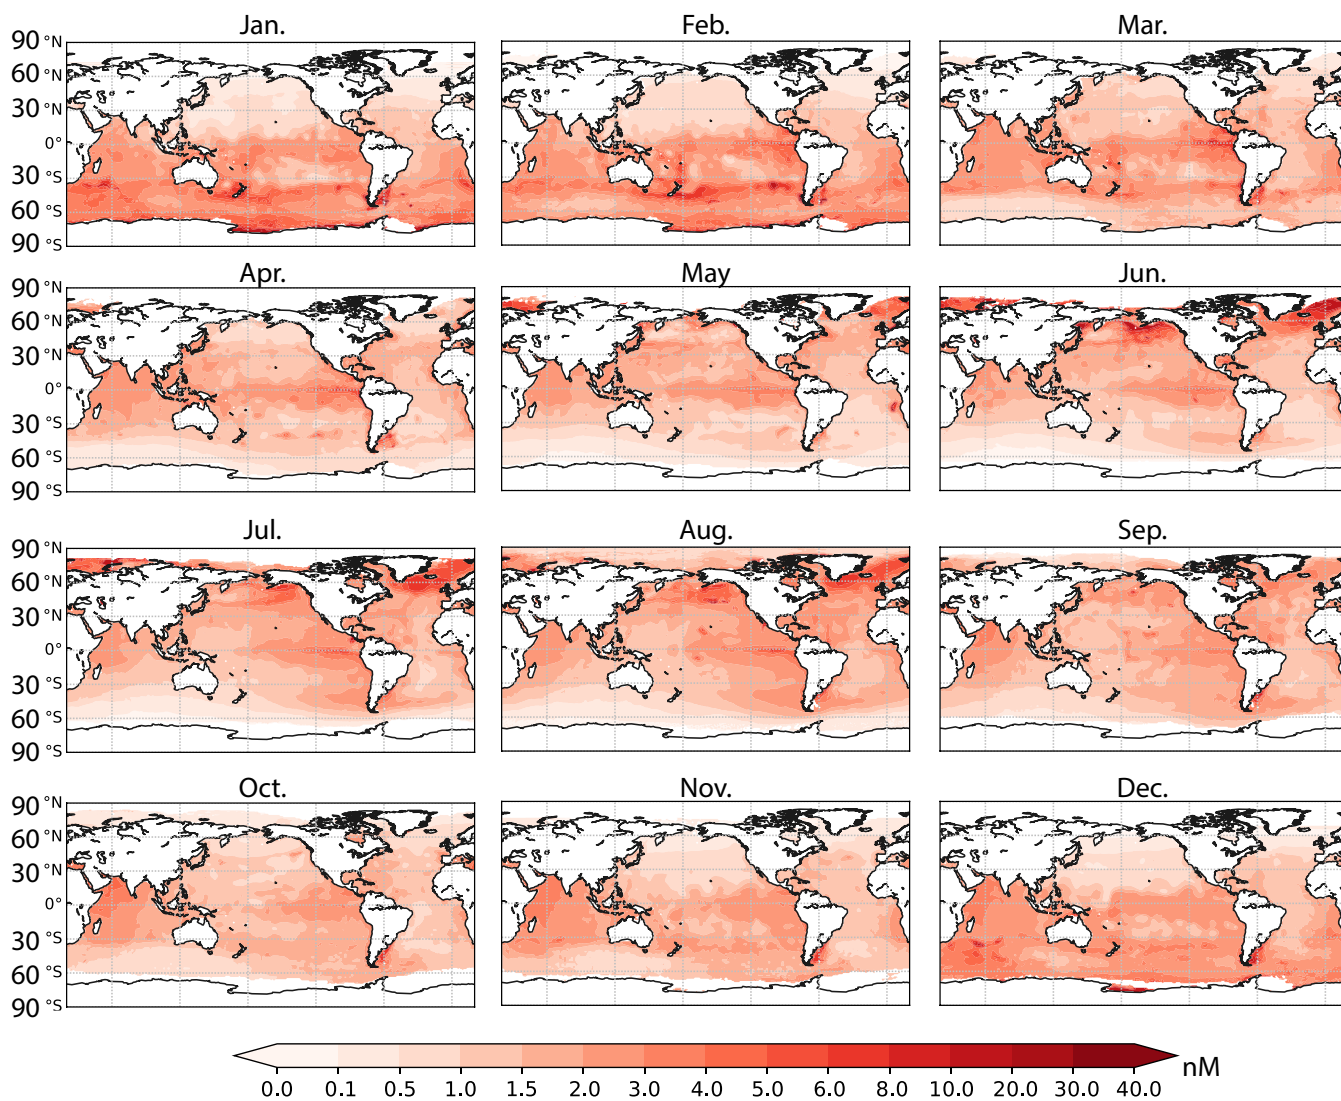 Jan. Feb. Mar.
90 °N
60 °N
30 °N
0°
30 °S
60 °S
90 °S
Apr. May Jun.
90 °N
60 °N
30 °N
0°
30 °S
60 °S
90 °S
Jul. Aug. Sep.
90 °N
60 °N
30 °N
0°
30 °S
60 °S
90 °S
Oct. Nov. Dec.
90 °N
60 °N
30 °N
0°
30 °S
60 °S
90 °S
nM
0.0 0.1 0.5 1.0 1.5 2.0 3.0 4.0 5.0 6.0 8.0 10.0 20.0 30.0 40.0